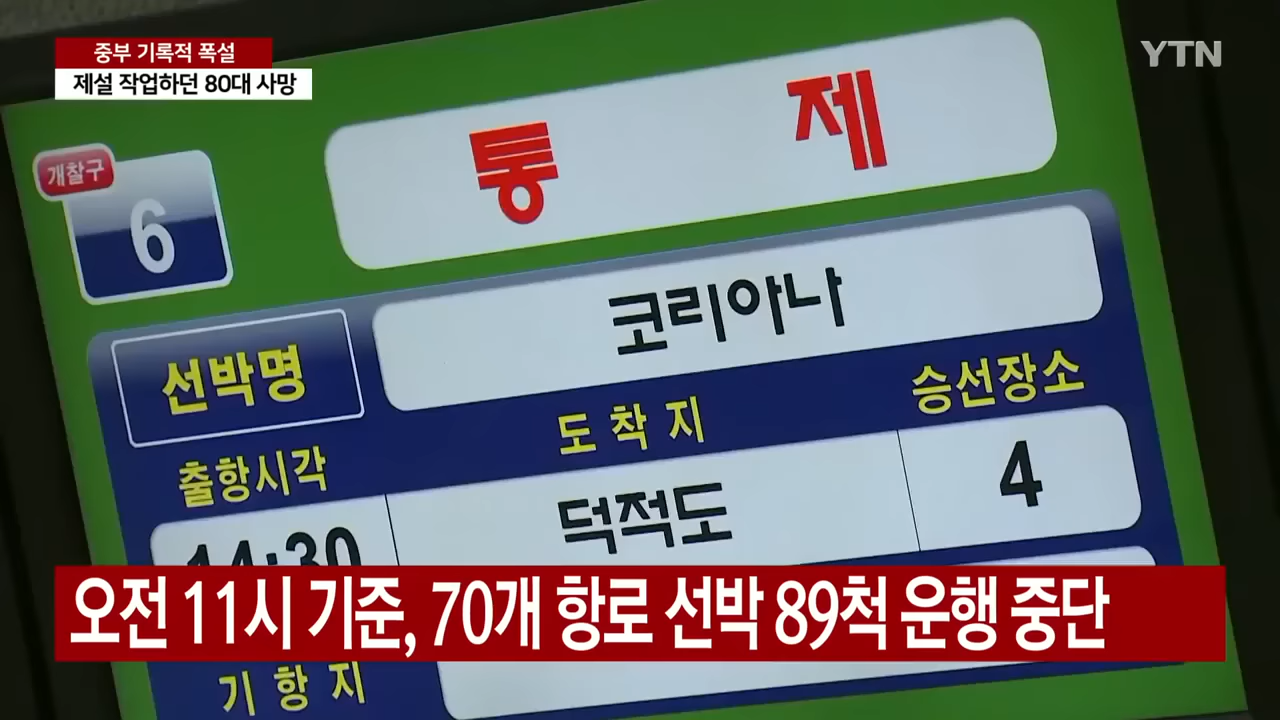 중부 기록적 폭설
제설 작업하던 80대 사망
YTN
통 제
개찰구
6
선박명
코리아나
출항시각
도 착 지
승선장소
14:30
덕적도
4
오전 11시 기준, 70개 항로 선박 89척 운행 중단
기 항 지